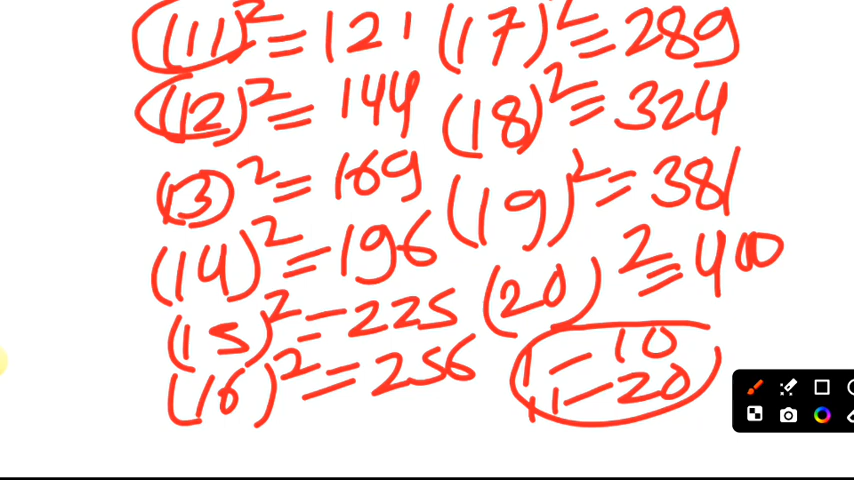 (11)² = 121
(12)² = 144
(13)² = 169
(14)² = 196
(15)² = 225
(16)² = 256
(17)² = 289
(18)² = 324
(19)² = 381
(20)² = 400
1 – 10
11 – 20